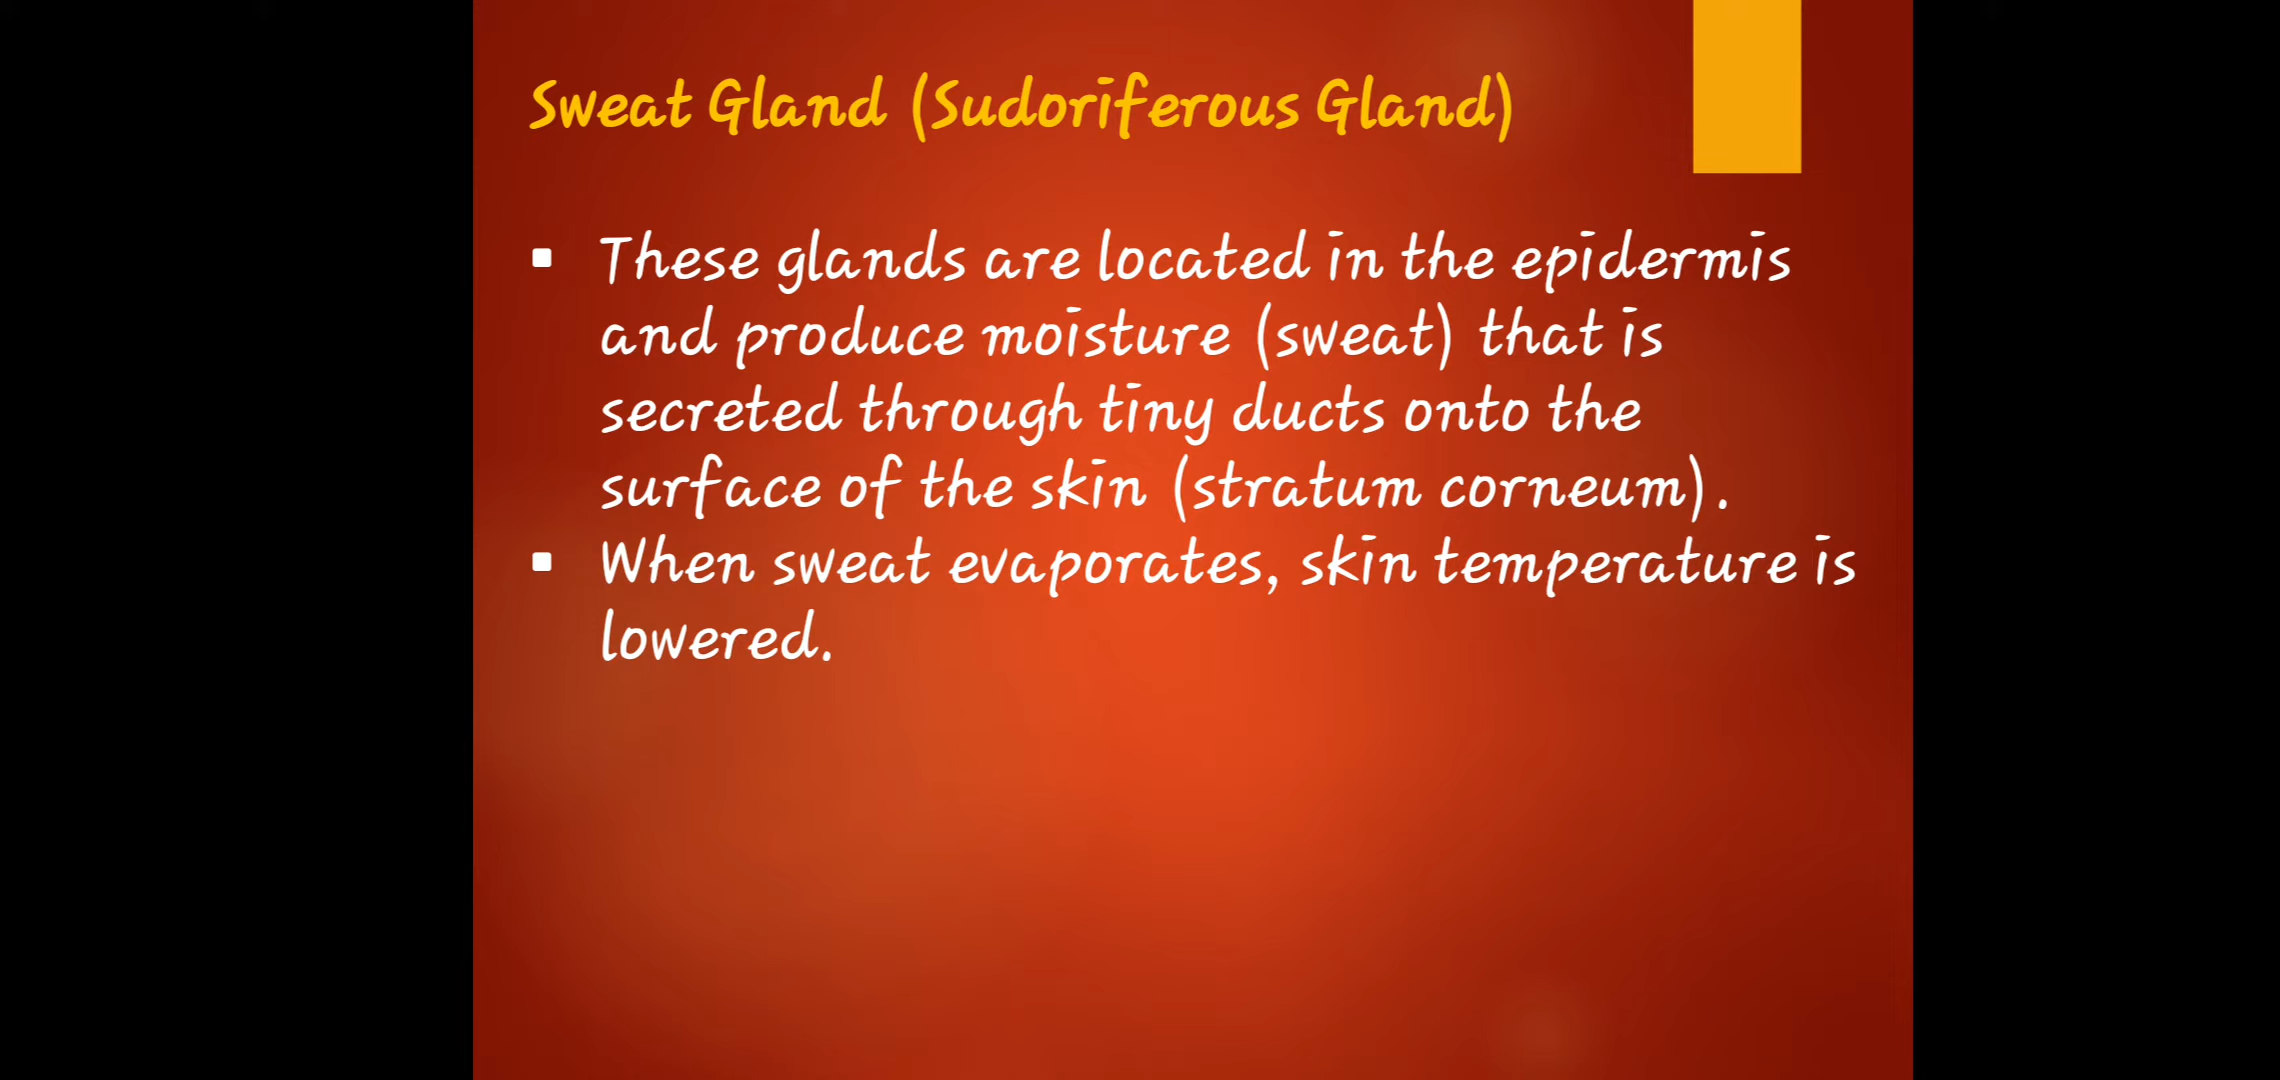 Sweat Gland (Sudoriferous Gland)
▪ These glands are located in the epidermis
and produce moisture (sweat) that is
secreted through tiny ducts onto the
surface of the skin (stratum corneum).
▪ When sweat evaporates, skin temperature is
lowered.